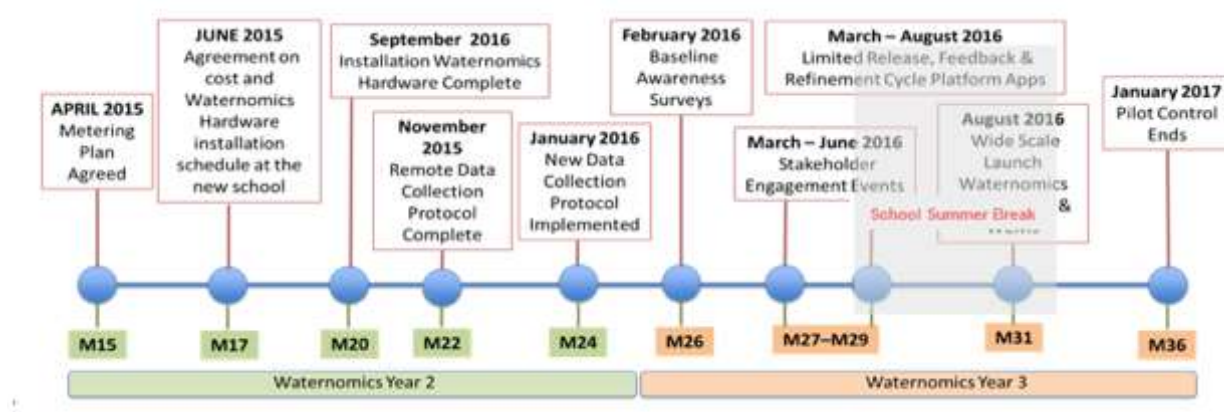 APRIL 2015
Metering
Plan
Agreed
JUNE 2015
Agreement on
cost and
Waternomics
Hardware
installation
schedule at the
new school
September 2016
Installation Waternomics
Hardware Complete
November
2015
Remote Data
Collection
Protocol
Complete
January 2016
New Data
Collection
Protocol
Implemented
February 2016
Baseline
Awareness
Surveys
March – June 2016
Stakeholder
Engagement Events
March – August 2016
Limited Release, Feedback &
Refinement Cycle Platform Apps
August 2016
Wide Scale
Launch
Waternomics
&
School Summer Break
January 2017
Pilot Control
Ends
M15
M17
M20
M22
M24
M26
M27–M29
M31
M36
Waternomics Year 2
Waternomics Year 3